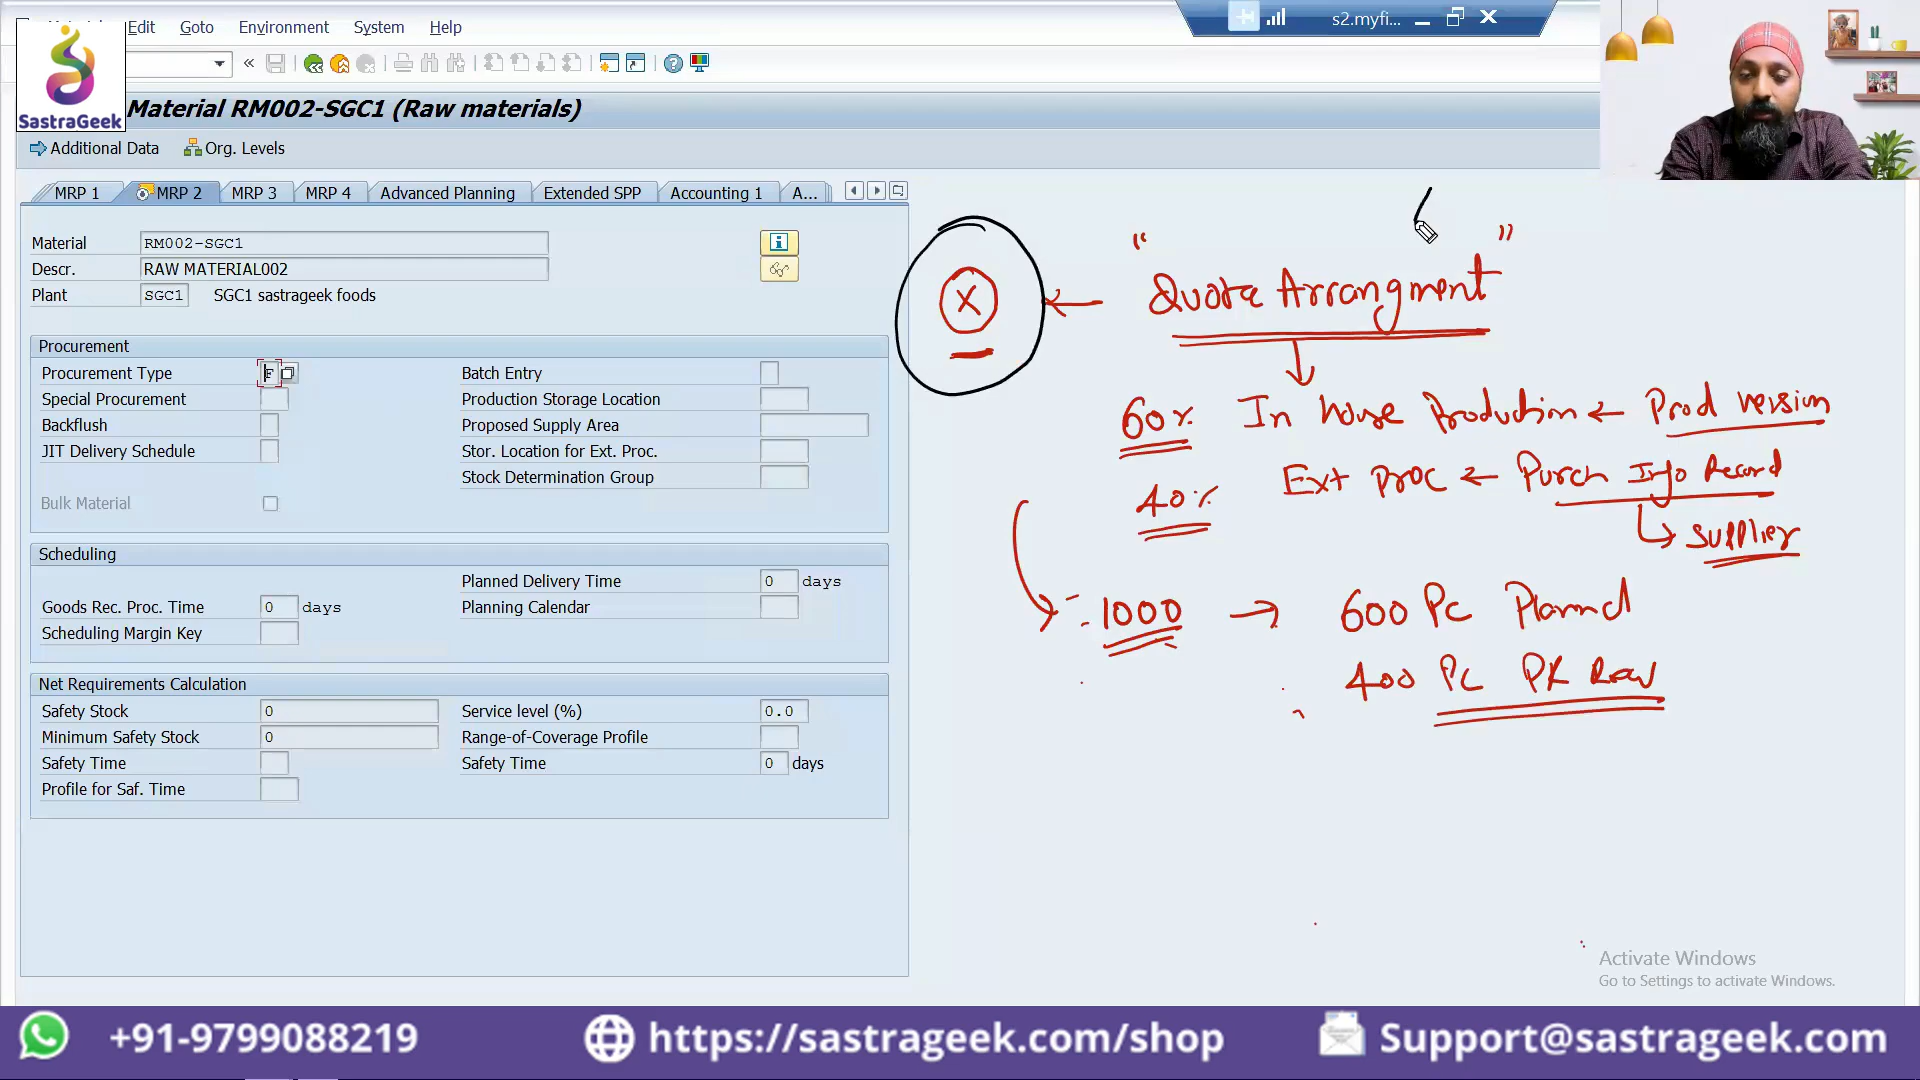 Edit Goto Environment System Help
s2.myfi...
SastraGeek
Material RM002-SGC1 (Raw materials)
Additional Data Org. Levels
MRP 1 MRP 2 MRP 3 MRP 4 Advanced Planning Extended SPP Accounting 1 A...
Material RM002-SGC1
Descr. RAW MATERIAL002
Plant SGC1 SGC1 sastrageek foods
Procurement
Procurement Type F Batch Entry
Special Procurement Production Storage Location
Backflush Proposed Supply Area
JIT Delivery Schedule Stor. Location for Ext. Proc.
Stock Determination Group
Bulk Material
Scheduling
Planned Delivery Time 0 days
Goods Rec. Proc. Time 0 days Planning Calendar
Scheduling Margin Key
Net Requirements Calculation
Safety Stock 0 Service level (%) 0.0
Minimum Safety Stock 0 Range-of-Coverage Profile
Safety Time Safety Time 0 days
Profile for Saf. Time
X ← "Quota Arrangment"
60% In house Production ← Prod version
40% Ext proc ← Purch Info Record
↳ Supplier
1000 → 600 Pc Planned
400 Pc
Activate Windows
Go to Settings to activate Windows.
+91-9799088219 https://sastrageek.com/shop Support@sastrageek.com